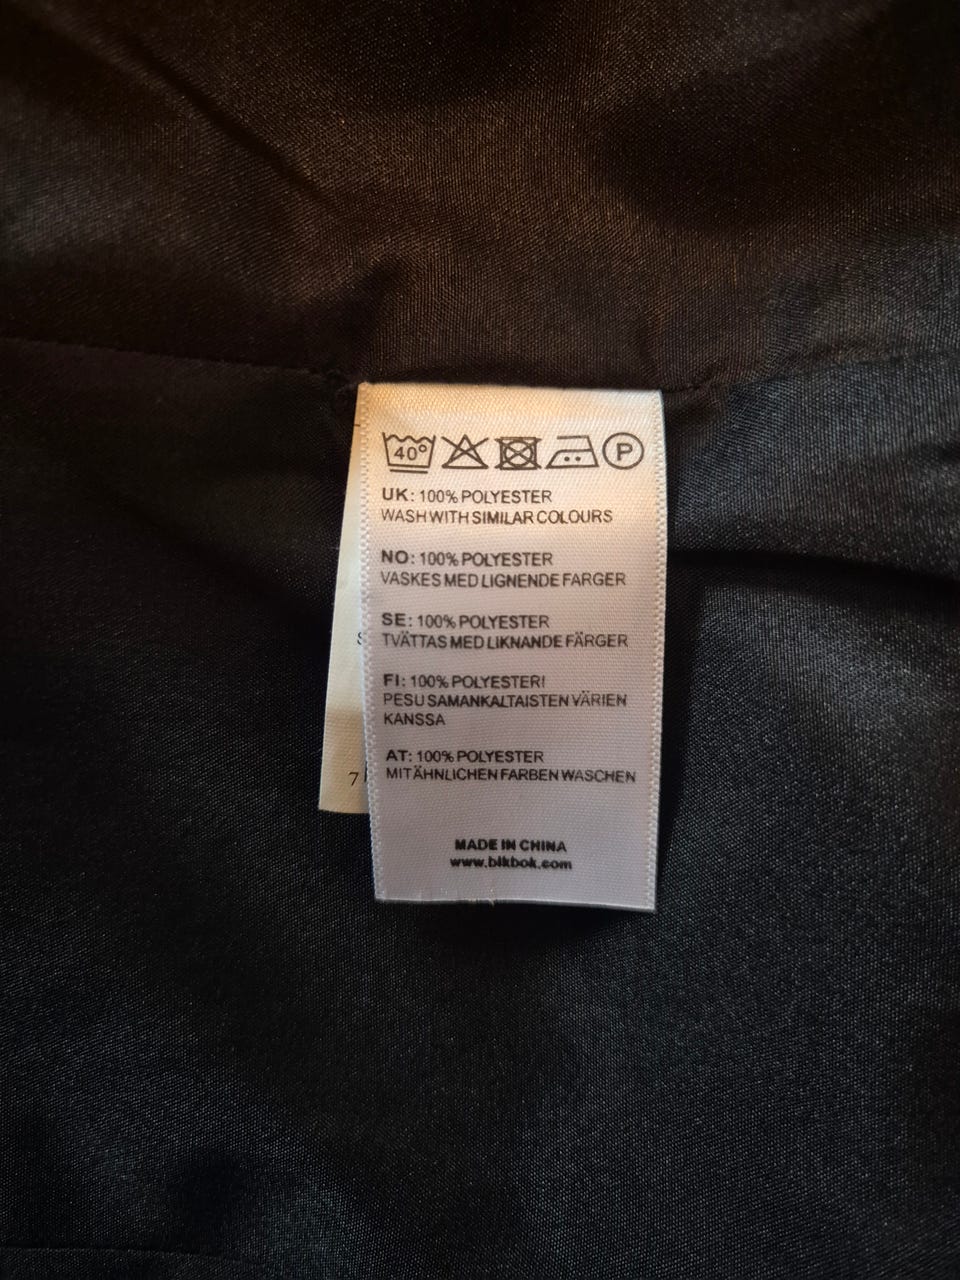 40°
P
UK: 100% POLYESTER
WASH WITH SIMILAR COLOURS
NO: 100% POLYESTER
VASKES MED LIGNENDE FARGER
SE: 100% POLYESTER
TVÄTTAS MED LIKNANDE FÄRGER
FI: 100% POLYESTERI
PESU SAMANKALTAISTEN VÄRIEN
KANSSA
AT: 100% POLYESTER
MIT ÄHNLICHEN FARBEN WASCHEN
MADE IN CHINA
www.blkbok.com
7